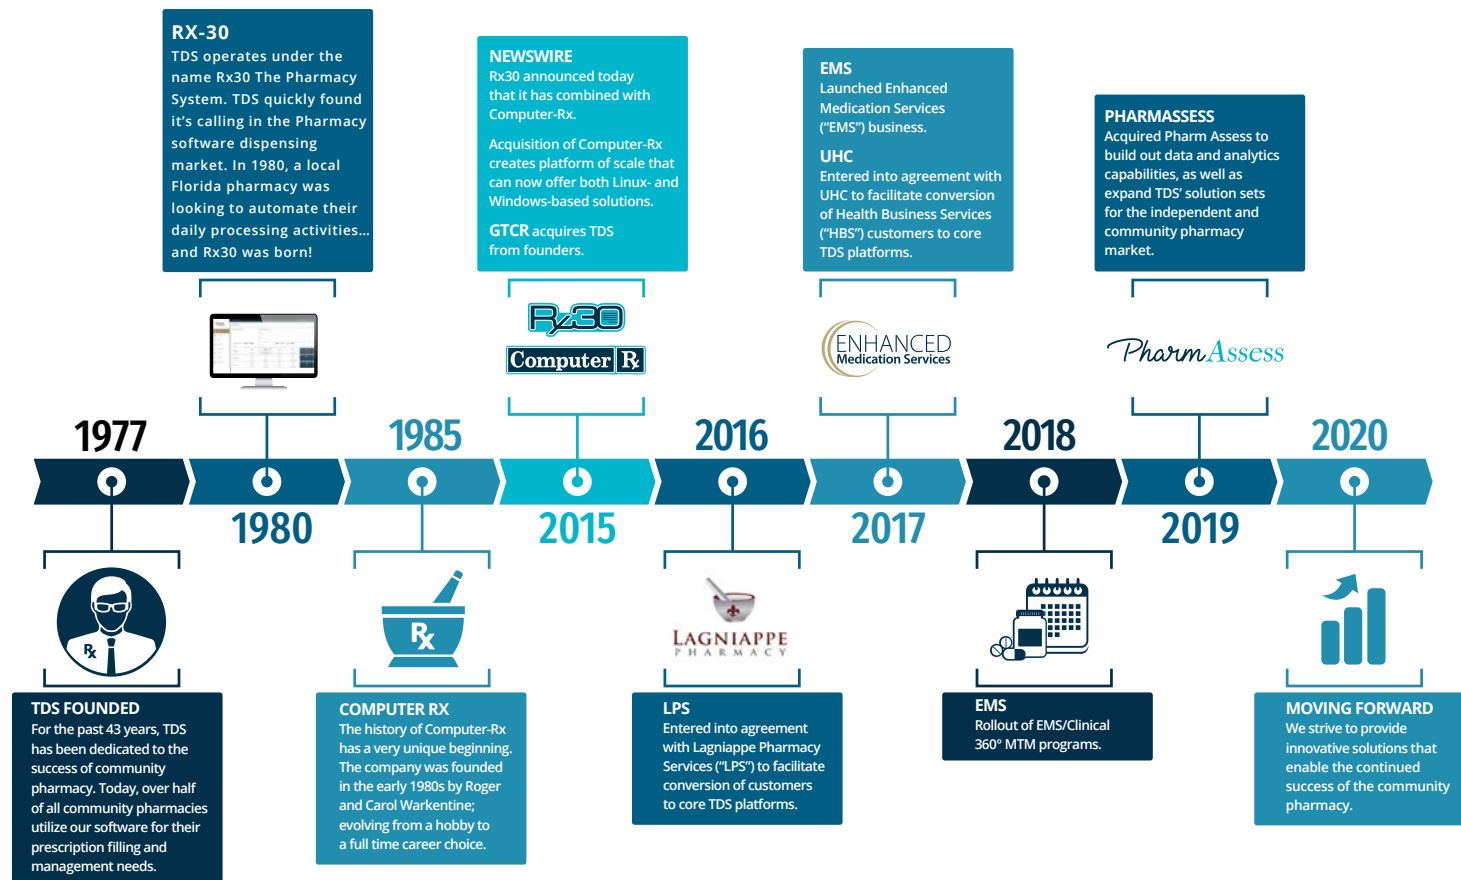 RX-30
TDS operates under the
name Rx30 The Pharmacy
System. TDS quickly found
it’s calling in the Pharmacy
software dispensing
market. In 1980, a local
Florida pharmacy was
looking to automate their
daily processing activities...
and Rx30 was born!
NEWSWIRE
Rx30 announced today
that it has combined with
Computer-Rx.
Acquisition of Computer-Rx
creates platform of scale that
can now offer both Linux- and
Windows-based solutions.
GTCR acquires TDS
from founders.
EMS
Launched Enhanced
Medication Services
(“EMS”) business.
UHC
Entered into agreement with
UHC to facilitate conversion
of Health Business Services
(“HBS”) customers to core
TDS platforms.
PHARMASSESS
Acquired Pharm Assess to
build out data and analytics
capabilities, as well as
expand TDS’ solution sets
for the independent and
community pharmacy
market.
Rx30
Computer Rx
ENHANCED
Medication Services
PharmAssess
1977
1985
2016
2018
2020
1980
2015
2017
2019
Rx
Rx
LAGNIAPPE
PHARMACY
TDS FOUNDED
For the past 43 years, TDS
has been dedicated to the
success of community
pharmacy. Today, over half
of all community pharmacies
utilize our software for their
prescription filling and
management needs.
COMPUTER RX
The history of Computer-Rx
has a very unique beginning.
The company was founded
in the early 1980s by Roger
and Carol Warkentine;
evolving from a hobby to
a full time career choice.
LPS
Entered into agreement
with Lagniappe Pharmacy
Services (“LPS”) to facilitate
conversion of customers
to core TDS platforms.
EMS
Rollout of EMS/Clinical
360° MTM programs.
MOVING FORWARD
We strive to provide
innovative solutions that
enable the continued
success of the community
pharmacy.